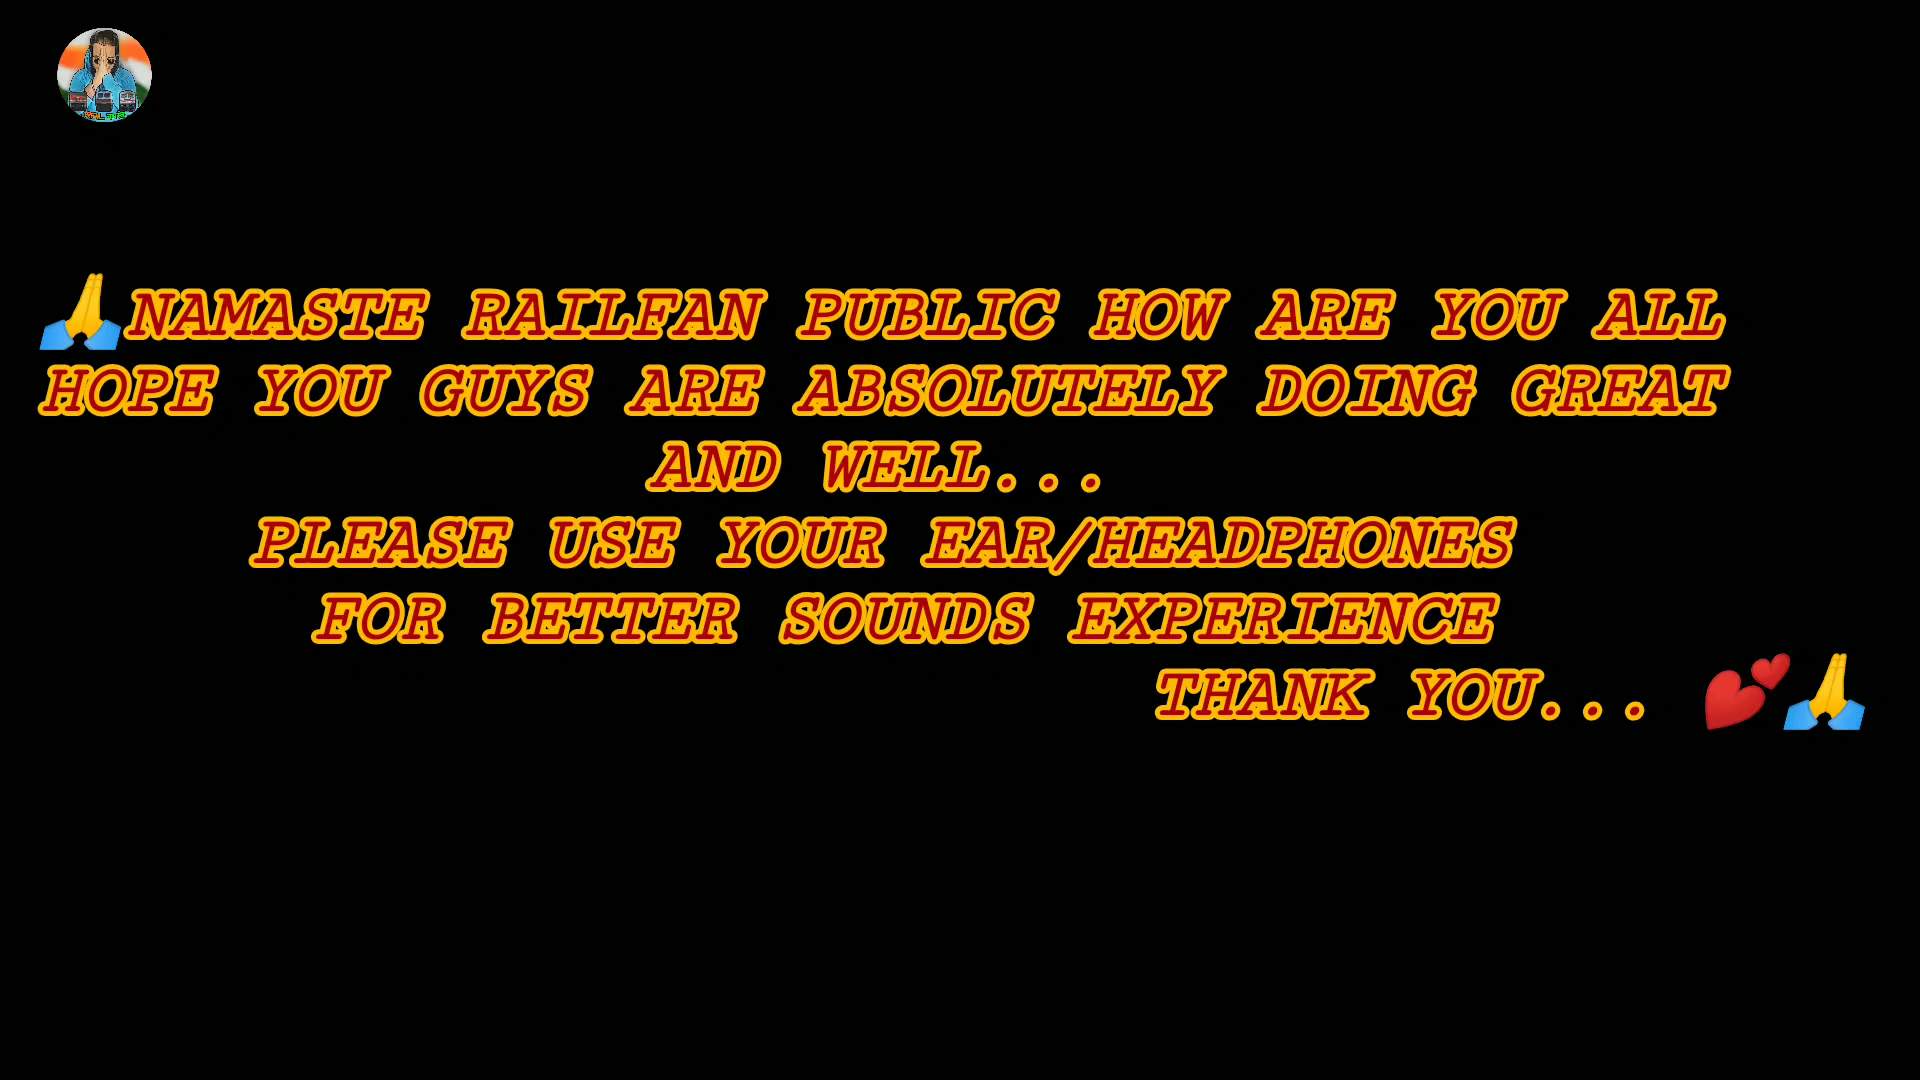 🙏NAMASTE RAILFAN PUBLIC HOW ARE YOU ALL
HOPE YOU GUYS ARE ABSOLUTELY DOING GREAT
AND WELL...
PLEASE USE YOUR EAR/HEADPHONES
FOR BETTER SOUNDS EXPERIENCE
THANK YOU... 💕🙏